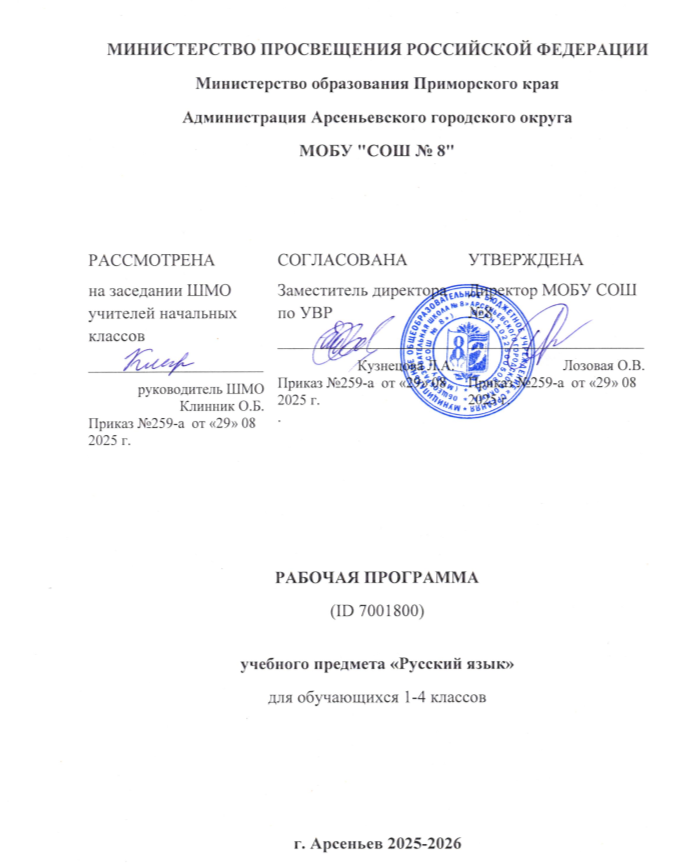 МИНИСТЕРСТВО ПРОСВЕЩЕНИЯ РОССИЙСКОЙ ФЕДЕРАЦИИ
Министерство образования Приморского края
Администрация Арсеньевского городского округа
МОБУ "СОШ № 8"
РАССМОТРЕНА
на заседании ШМО
учителей начальных
классов
руководитель ШМО
Клинник О.Б.
Приказ №259-а от «29» 08
2025 г.
СОГЛАСОВАНА
Заместитель директора
по УВР
Кузнецова Л.А.
Приказ №259-а от «29» 08
2025 г.
.
УТВЕРЖДЕНА
Директор МОБУ СОШ
№8
Лозовая О.В.
Приказ №259-а от «29» 08
2025 г.
8
РАБОЧАЯ ПРОГРАММА
(ID 7001800)
учебного предмета «Русский язык»
для обучающихся 1-4 классов
г. Арсеньев 2025-2026